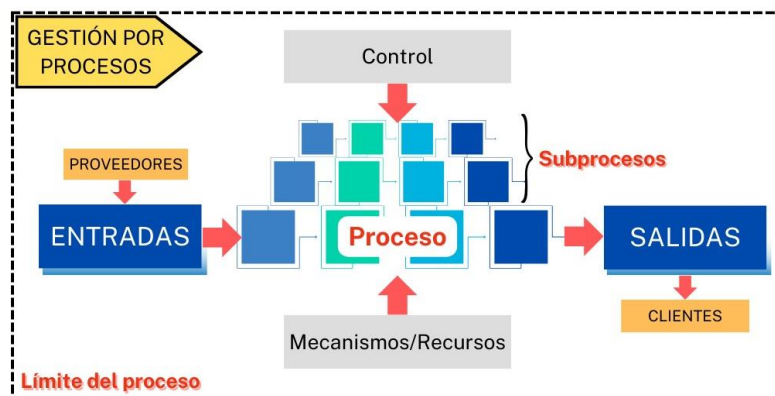 GESTIÓN POR
PROCESOS
Control
Subprocesos
PROVEEDORES
ENTRADAS
Proceso
SALIDAS
CLIENTES
Mecanismos/Recursos
Límite del proceso